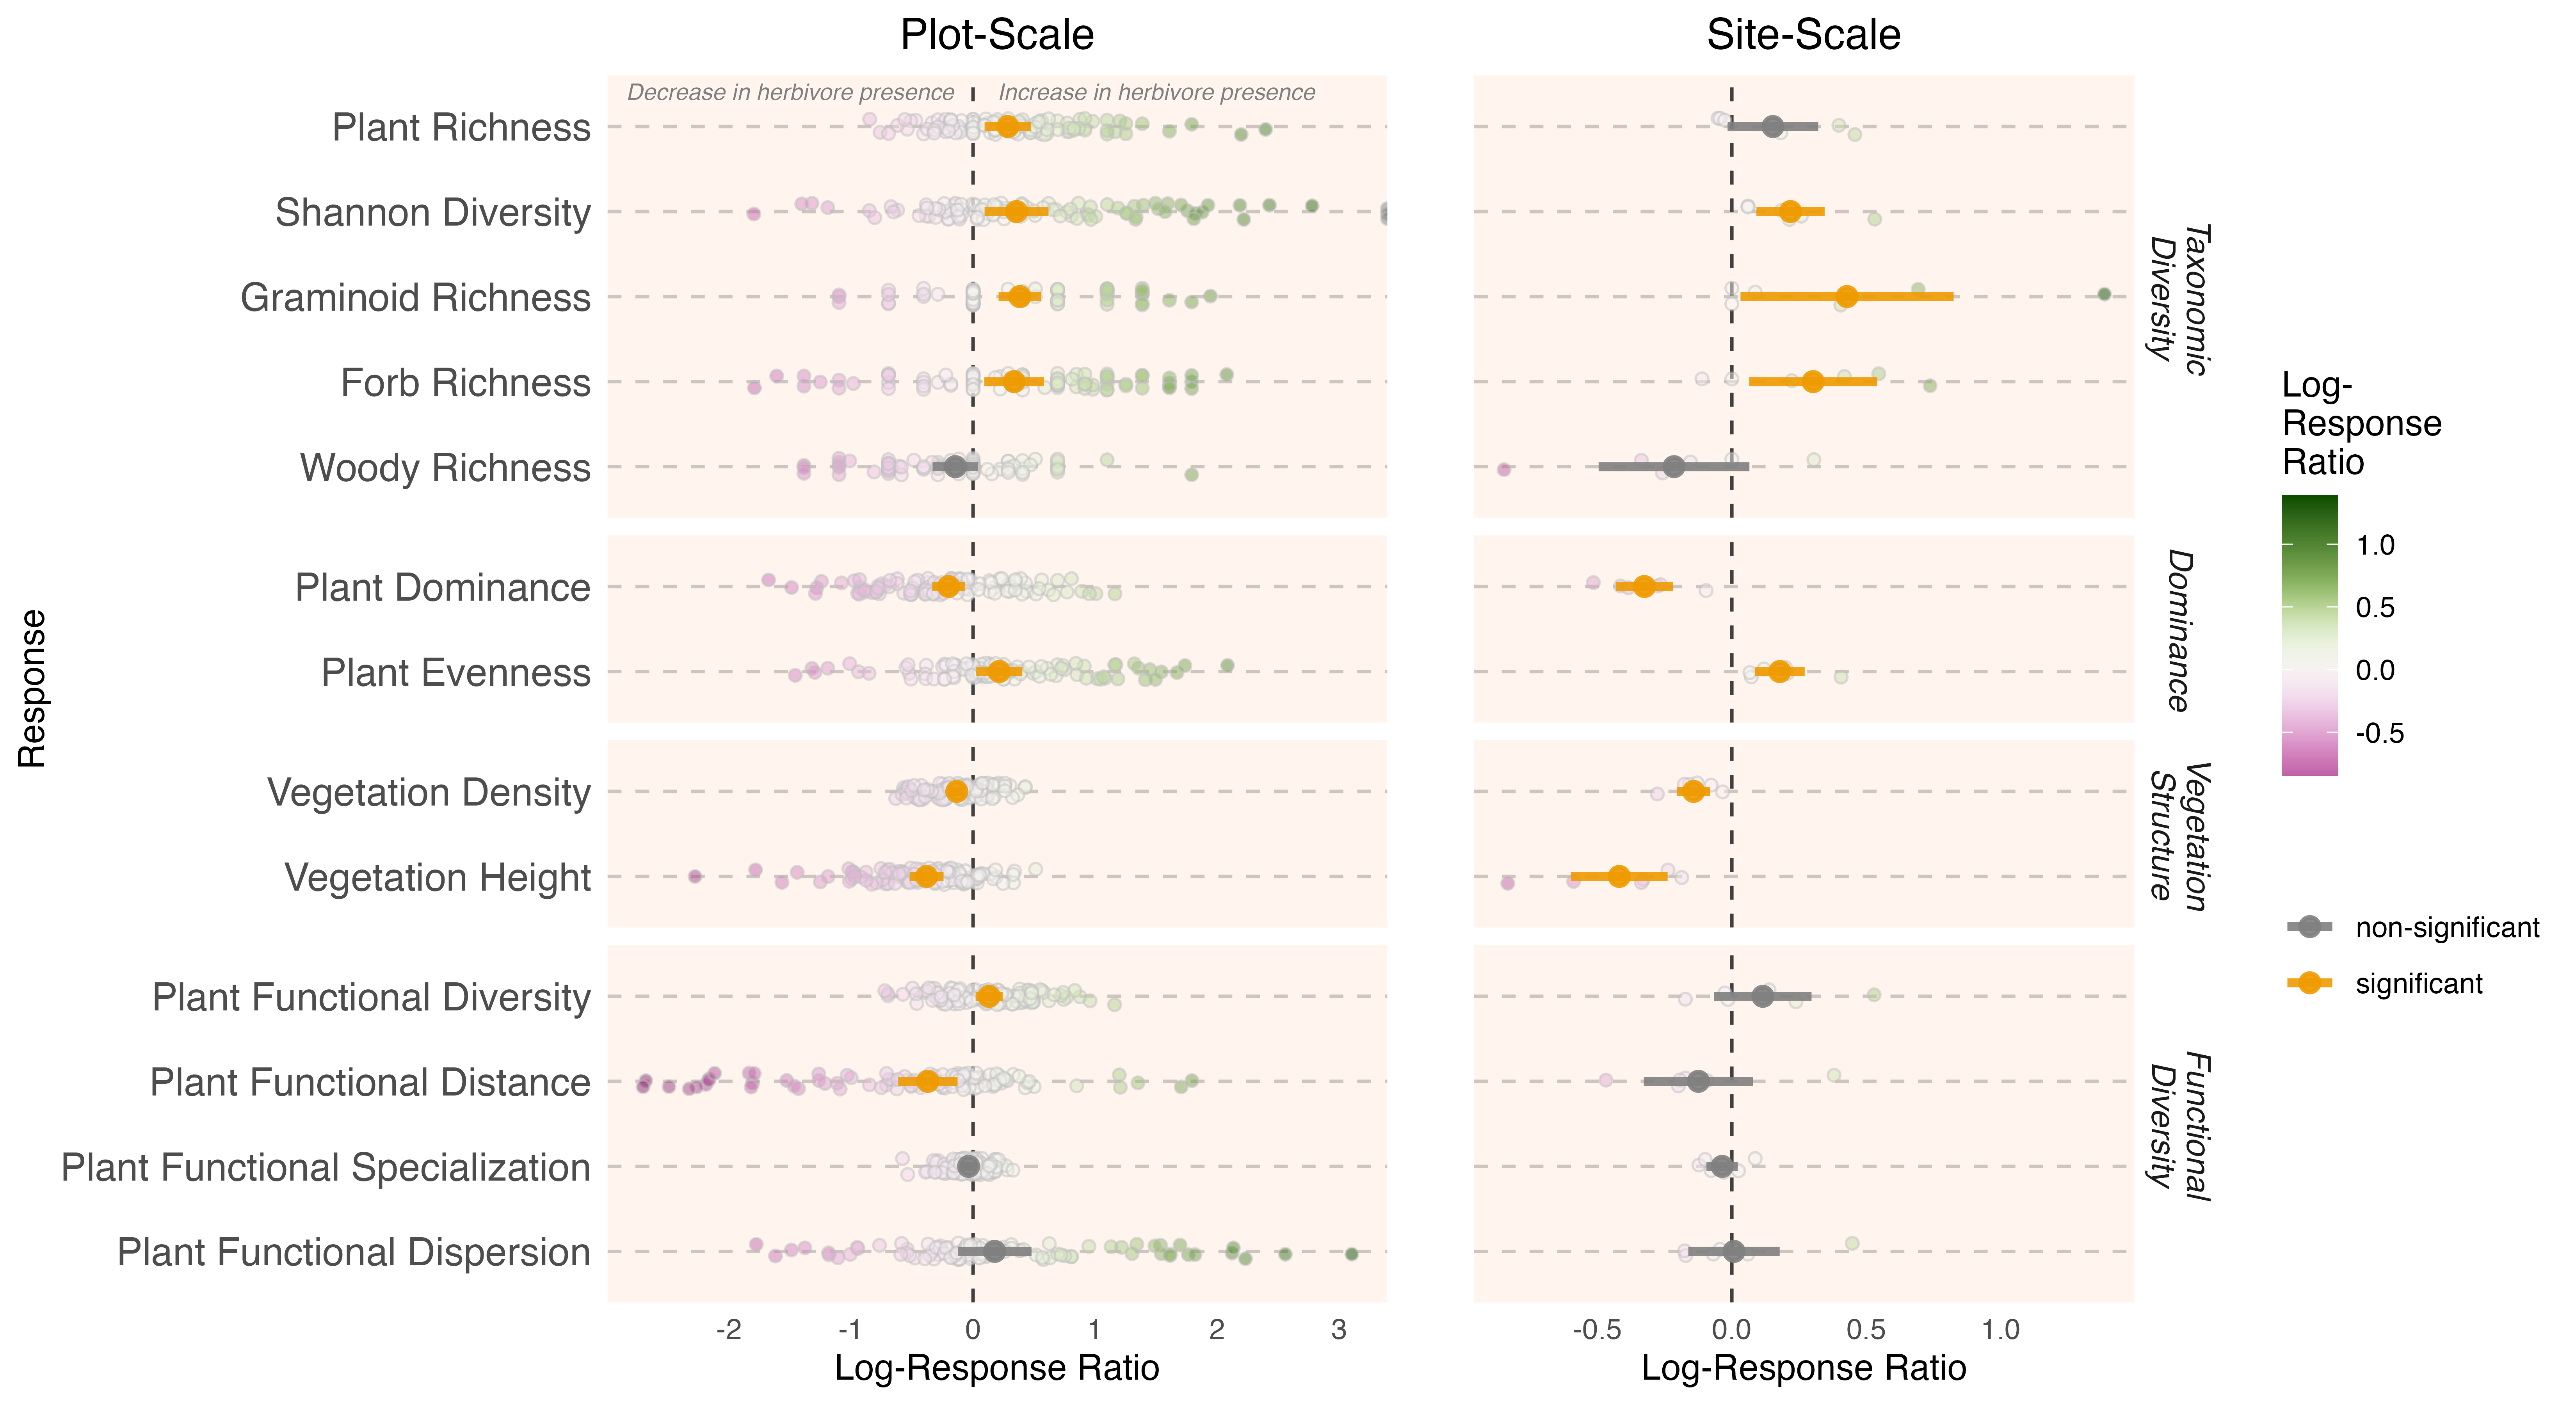 Plot-Scale
Site-Scale
Decrease in herbivore presence
Increase in herbivore presence
Plant Richness
Shannon Diversity
Graminoid Richness
Forb Richness
Woody Richness
Taxonomic
Diversity
Plant Dominance
Plant Evenness
Dominance
Vegetation Density
Vegetation Height
Vegetation
Structure
Plant Functional Diversity
Plant Functional Distance
Plant Functional Specialization
Plant Functional Dispersion
Functional
Diversity
Response
-2 -1 0 1 2 3
-0.5 0.0 0.5 1.0
Log-Response Ratio
Log-Response Ratio
Log-
Response
Ratio
1.0
0.5
0.0
-0.5
non-significant
significant